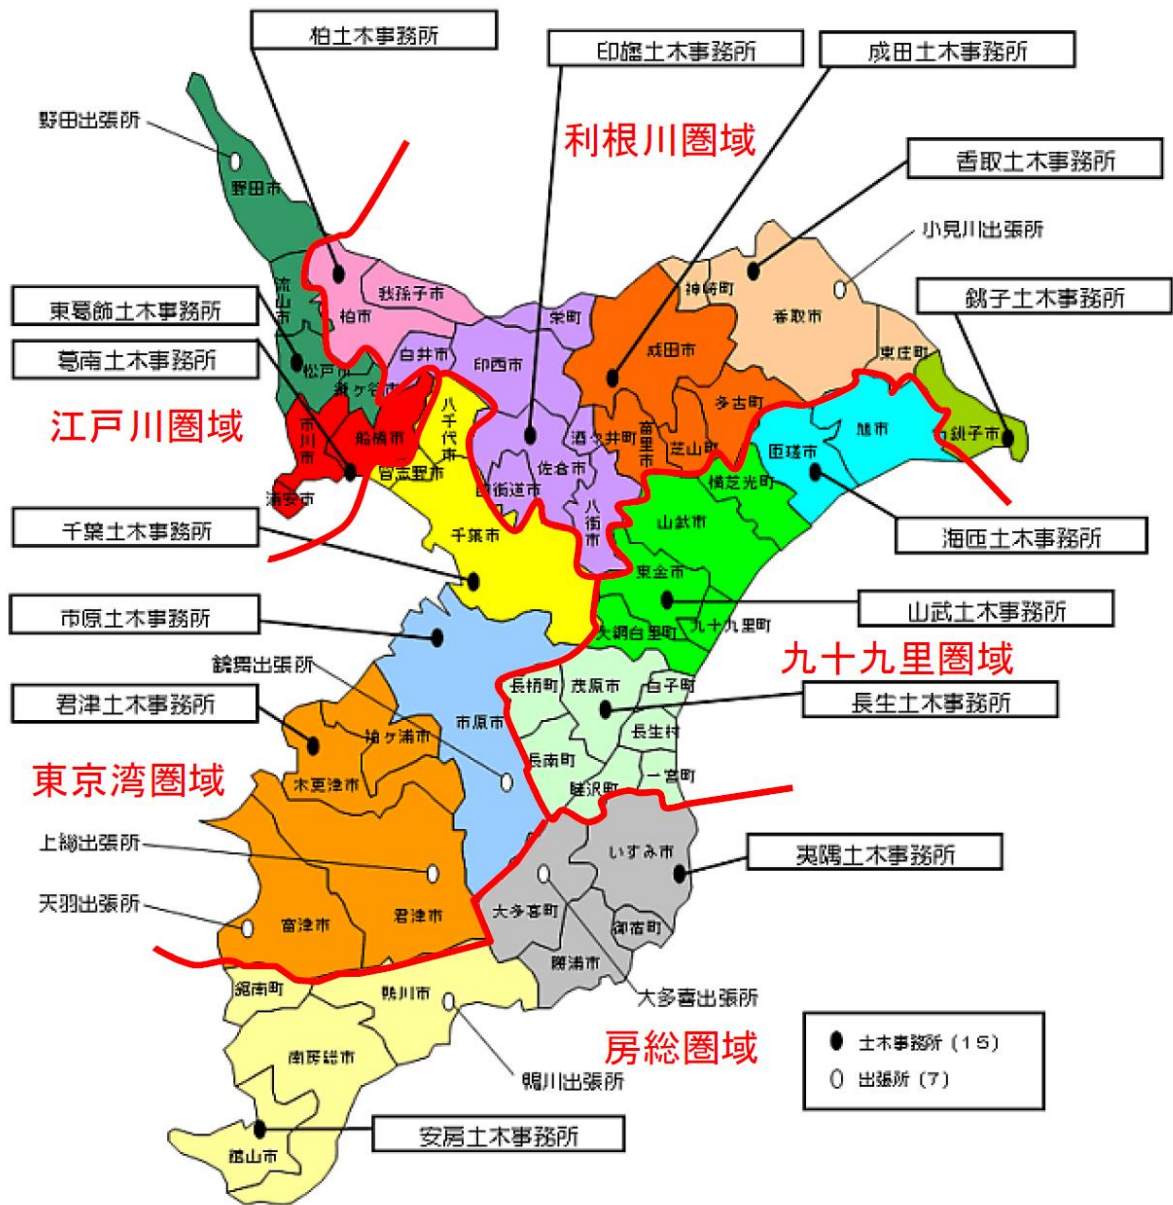 柏土木事務所
印旛土木事務所
成田土木事務所
野田出張所
利根川圏域
香取土木事務所
野田市
小見川出張所
神崎町
我孫子市
流山市
香取市
銚子土木事務所
東葛飾土木事務所
柏市
栄町
成田市
東庄町
白井市
印西市
葛南土木事務所
松戸市
鎌ヶ谷市
多古町
八千代市
江戸川圏域
市川市
船橋市
酒々井町
富里市
芝山町
旭市
銚子市
匝瑳市
習志野市
佐倉市
四街道市
横芝光町
浦安市
八街市
山武市
千葉土木事務所
千葉市
海匝土木事務所
東金市
市原土木事務所
山武土木事務所
大網白里町
九十九里町
鶴舞出張所
九十九里圏域
長柄町
茂原市
白子町
君津土木事務所
長生土木事務所
市原市
袖ヶ浦市
長生村
長南町
東京湾圏域
木更津市
睦沢町
一宮町
上総出張所
いすみ市
夷隅土木事務所
天羽出張所
富津市
君津市
大多喜町
御宿町
勝浦市
鋸南町
鴨川市
大多喜出張所
房総圏域
南房総市
鴨川出張所
土木事務所 (15)
出張所 (7)
安房土木事務所
館山市